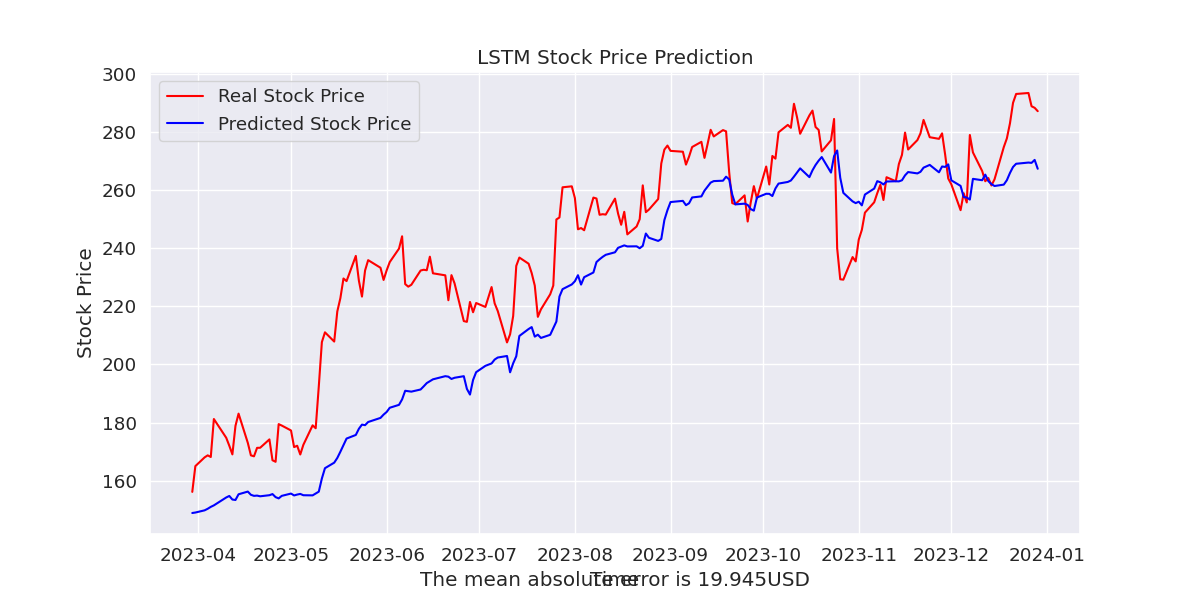 LSTM Stock Price Prediction
Real Stock Price
Predicted Stock Price
300
280
260
240
220
200
180
160
Stock Price
2023-04 2023-05 2023-06 2023-07 2023-08 2023-09 2023-10 2023-11 2023-12 2024-01
Time
The mean absolute error is 19.945USD